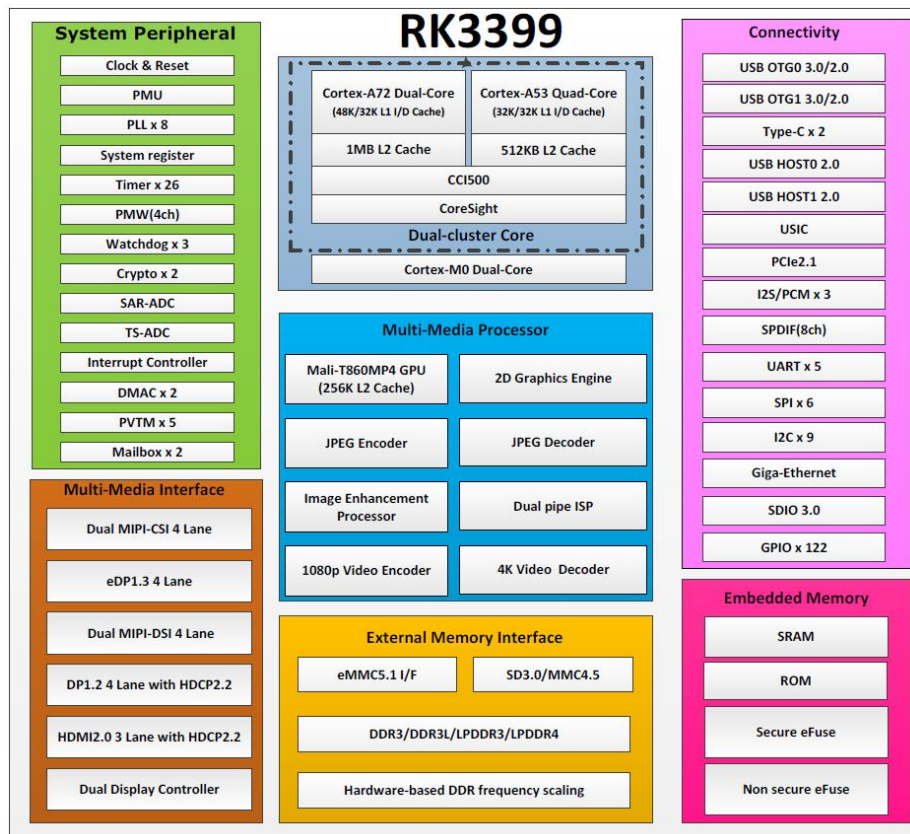 RK3399
System Peripheral
Clock & Reset
PMU
PLL x 8
System register
Timer x 26
PMW(4ch)
Watchdog x 3
Crypto x 2
SAR-ADC
TS-ADC
Interrupt Controller
DMAC x 2
PVTM x 5
Mailbox x 2
Multi-Media Interface
Dual MIPI-CSI 4 Lane
eDP1.3 4 Lane
Dual MIPI-DSI 4 Lane
DP1.2 4 Lane with HDCP2.2
HDMI2.0 3 Lane with HDCP2.2
Dual Display Controller
Cortex-A72 Dual-Core
(48K/32K L1 I/D Cache)
1MB L2 Cache
Cortex-A53 Quad-Core
(32K/32K L1 I/D Cache)
512KB L2 Cache
CCI500
CoreSight
Dual-cluster Core
Cortex-M0 Dual-Core
Multi-Media Processor
Mali-T860MP4 GPU
(256K L2 Cache)
2D Graphics Engine
JPEG Encoder
JPEG Decoder
Image Enhancement
Processor
Dual pipe ISP
1080p Video Encoder
4K Video Decoder
External Memory Interface
eMMC5.1 I/F
SD3.0/MMC4.5
DDR3/DDR3L/LPDDR3/LPDDR4
Hardware-based DDR frequency scaling
Connectivity
USB OTG0 3.0/2.0
USB OTG1 3.0/2.0
Type-C x 2
USB HOST0 2.0
USB HOST1 2.0
USIC
PCIe2.1
I2S/PCM x 3
SPDIF(8ch)
UART x 5
SPI x 6
I2C x 9
Giga-Ethernet
SDIO 3.0
GPIO x 122
Embedded Memory
SRAM
ROM
Secure eFuse
Non secure eFuse